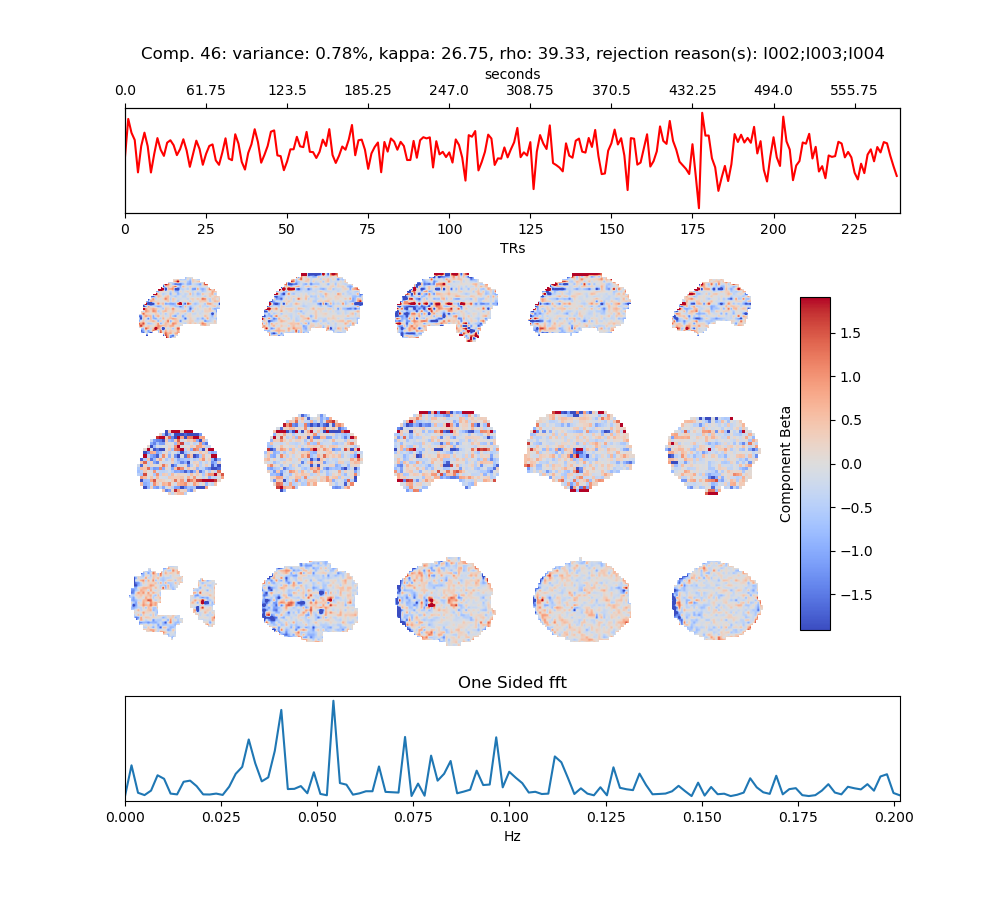 Comp. 46: variance: 0.78%, kappa: 26.75, rho: 39.33, rejection reason(s): I002;I003;I004
seconds
0.0 61.75 123.5 185.25 247.0 308.75 370.5 432.25 494.0 555.75
0 25 50 75 100 125 150 175 200 225
TRs
1.5
1.0
0.5
0.0
−0.5
−1.0
−1.5
Component Beta
One Sided fft
0.000 0.025 0.050 0.075 0.100 0.125 0.150 0.175 0.200
Hz